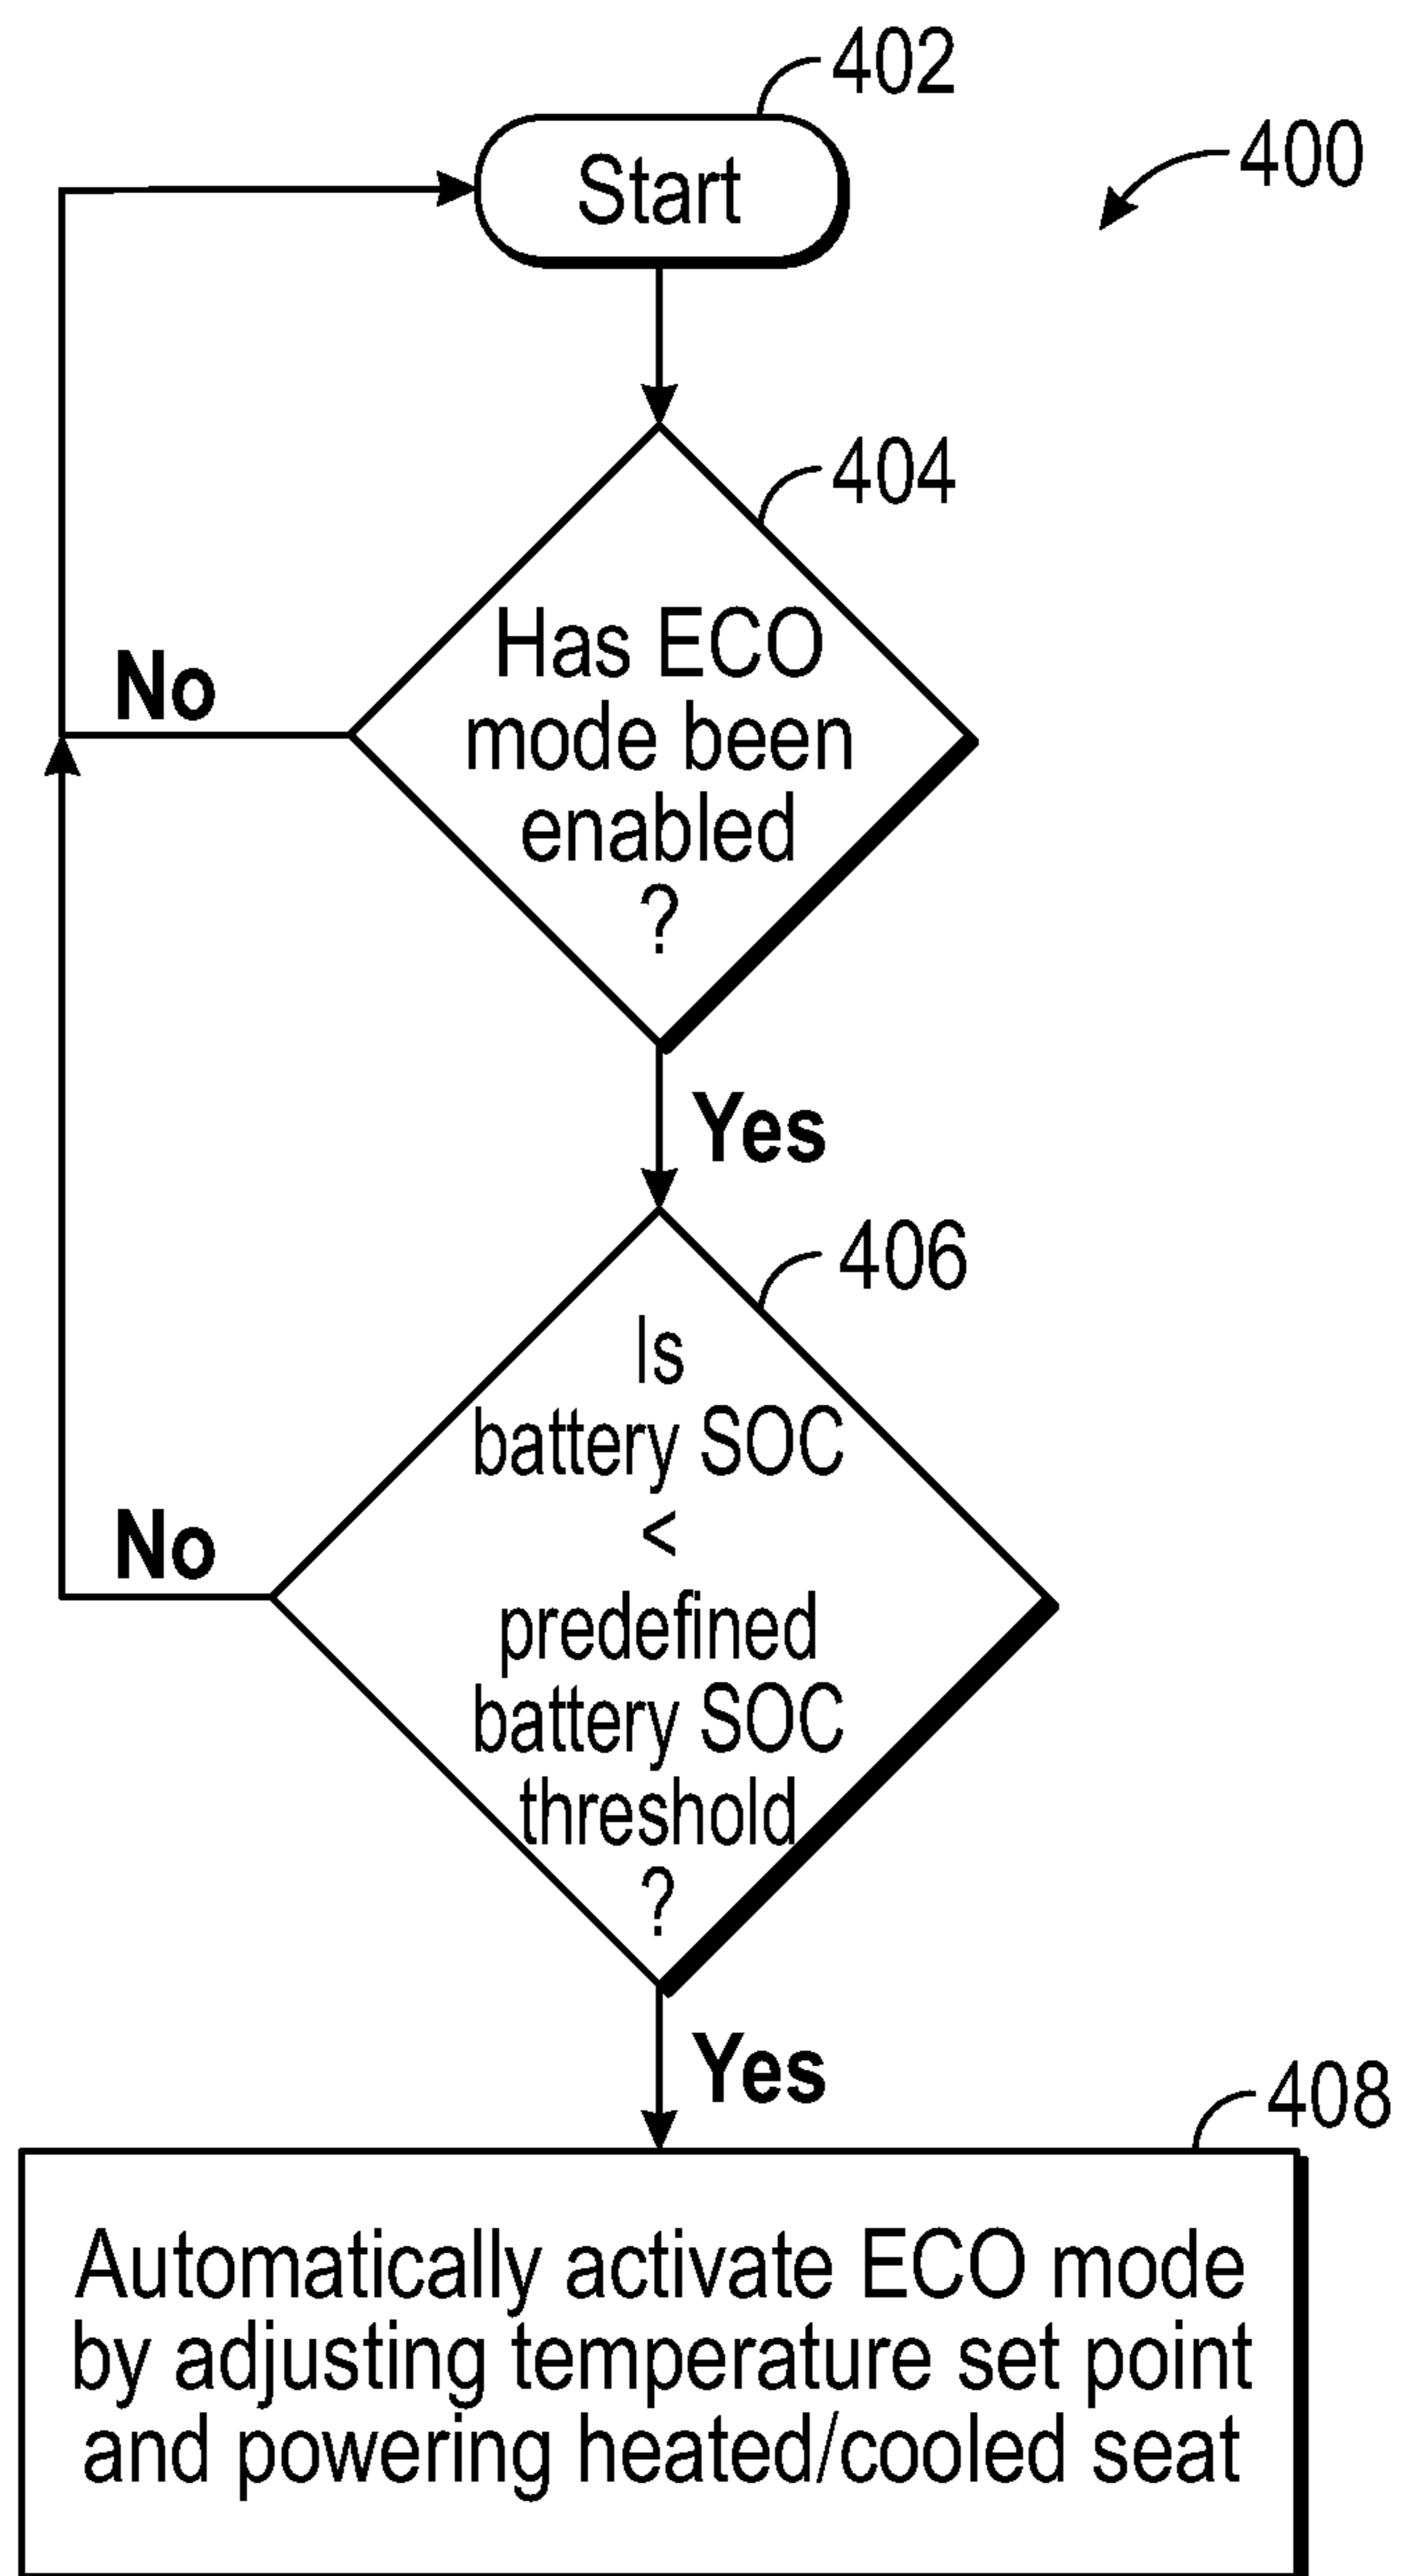 402
400
Start
404
Has ECO
mode been
enabled
?
No
Yes
406
Is
battery SOC
<
predefined
battery SOC
threshold
?
No
Yes
408
Automatically activate ECO mode
by adjusting temperature set point
and powering heated/cooled seat